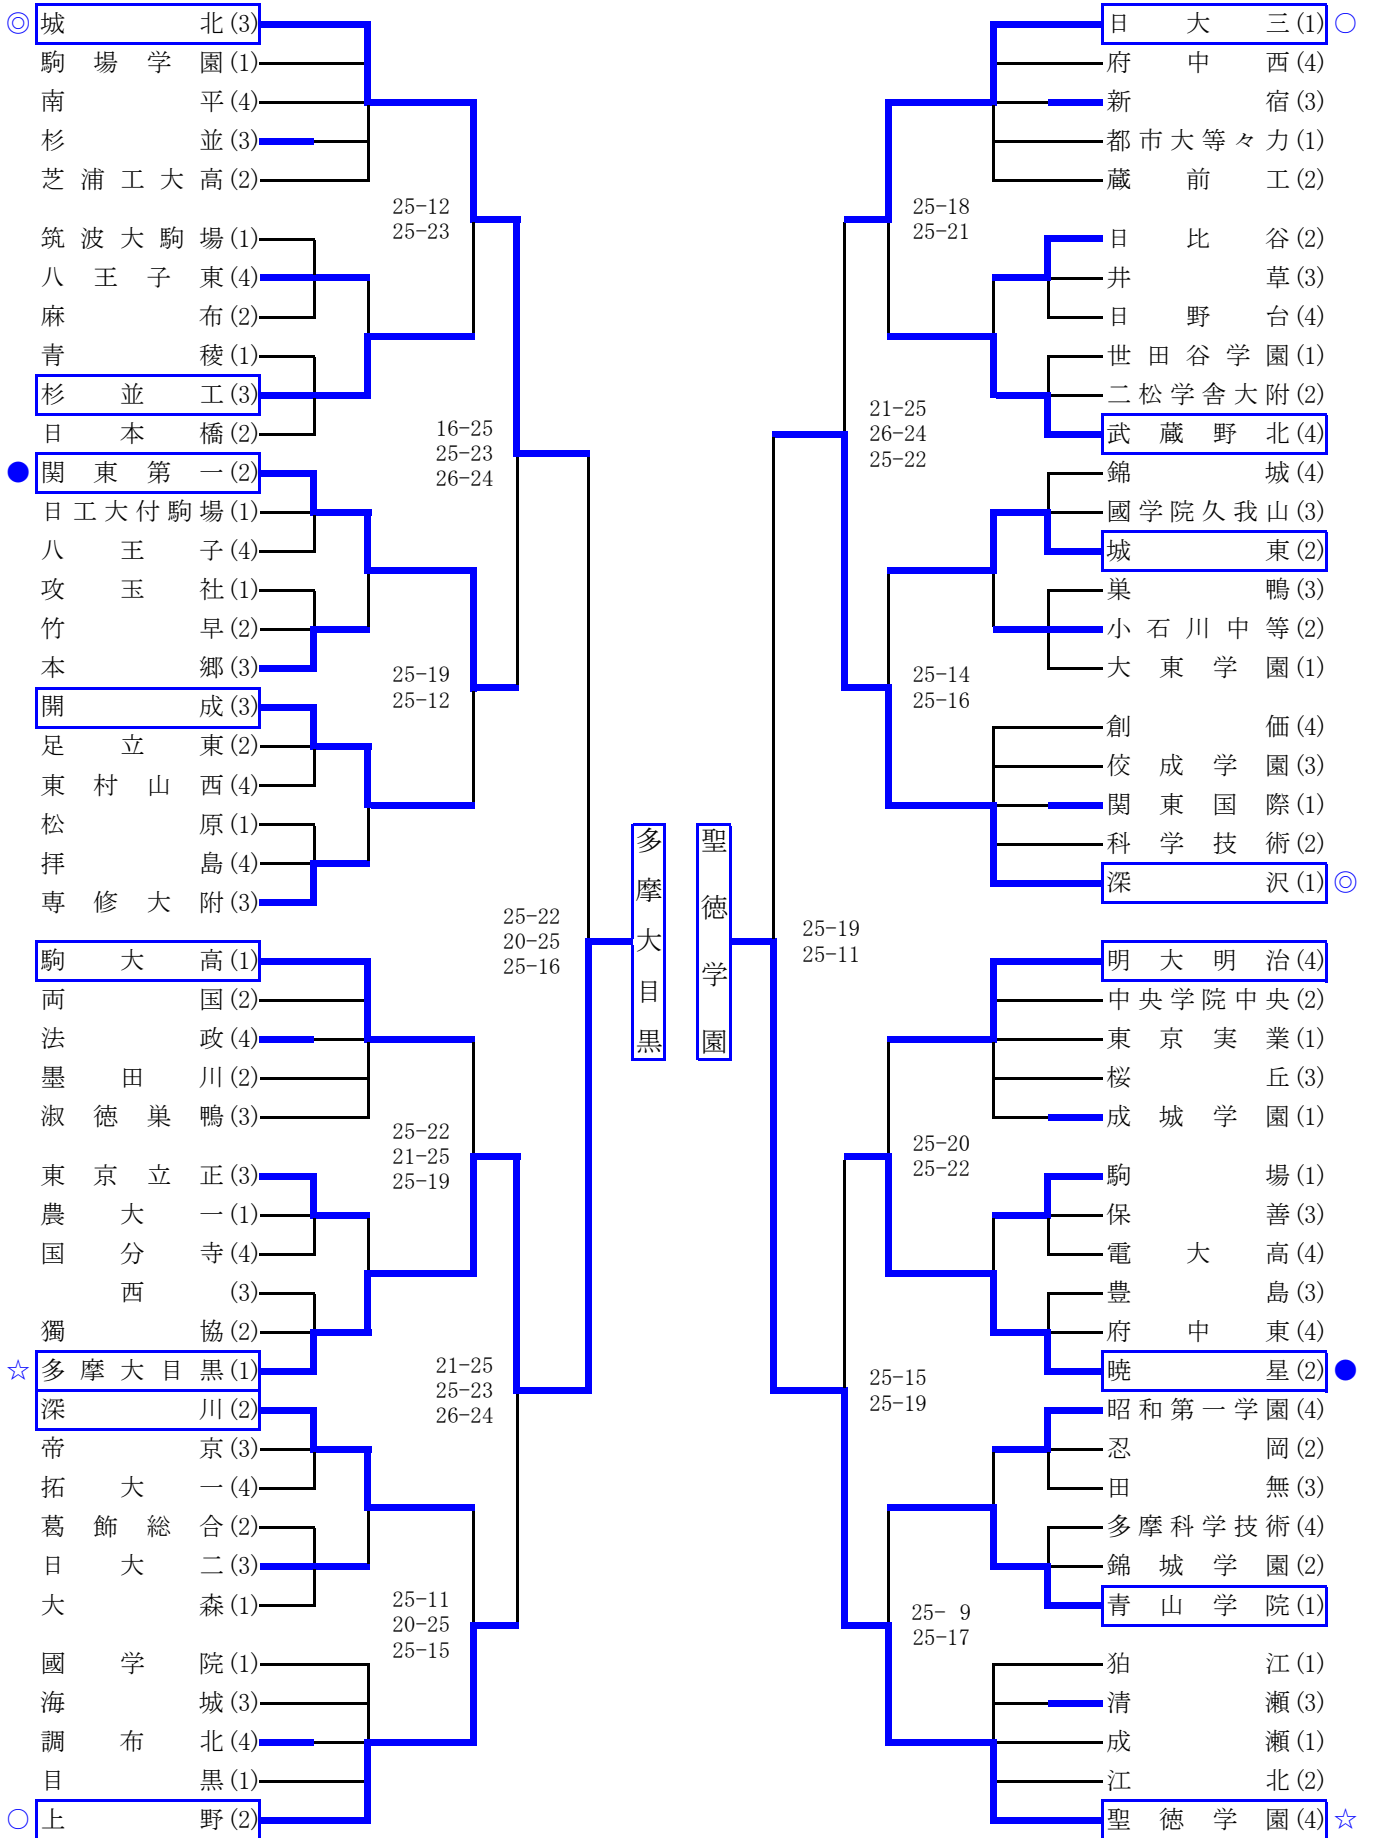 ◎ 城北(3)
駒場学園(1)
南平(4)
杉並(3)
芝浦工大高(2)
25-12
25-23
筑波大駒場(1)
八王子東(4)
麻布(2)
青稜(1)
杉並工(3)
日本橋(2)
16-25
25-23
26-24
● 関東第一(2)
日工大付駒場(1)
八王子(4)
攻玉社(1)
竹早(2)
本郷(3)
25-19
25-12
開成(3)
足立東(2)
東村山西(4)
松原(1)
拝島(4)
専修大附(3)
25-22
20-25
25-16
駒大高(1)
両国(2)
法政(4)
墨田川(2)
淑徳巣鴨(3)
25-22
21-25
25-19
東京立正(3)
農大一(1)
国分寺(4)
西(3)
獨協(2)
☆ 多摩大目黒(1)
21-25
25-23
26-24
深川(2)
帝京(3)
拓大一(4)
葛飾総合(2)
日大二(3)
大森(1)
25-11
20-25
25-15
國学院(1)
海城(3)
調布北(4)
目黒(1)
○ 上野(2)
多摩大目黒
聖徳学園
日大三(1) ○
府中西(4)
新宿(3)
都市大等々力(1)
蔵前工(2)
25-18
25-21
日比谷(2)
井草(3)
日野台(4)
世田谷学園(1)
二松学舎大附(2)
武蔵野北(4)
21-25
26-24
25-22
錦城(4)
國学院久我山(3)
城東(2)
巣鴨(3)
小石川中等(2)
大東学園(1)
25-14
25-16
創価(4)
佼成学園(3)
関東国際(1)
科学技術(2)
深沢(1) ◎
25-19
25-11
明大明治(4)
中央学院中央(2)
東京実業(1)
桜丘(3)
成城学園(1)
25-20
25-22
駒場(1)
保善(3)
電大高(4)
豊島(3)
府中東(4)
暁星(2) ●
25-15
25-19
昭和第一学園(4)
忍岡(2)
田無(3)
多摩科学技術(4)
錦城学園(2)
青山学院(1)
25- 9
25-17
狛江(1)
清瀬(3)
成瀬(1)
江北(2)
聖徳学園(4) ☆